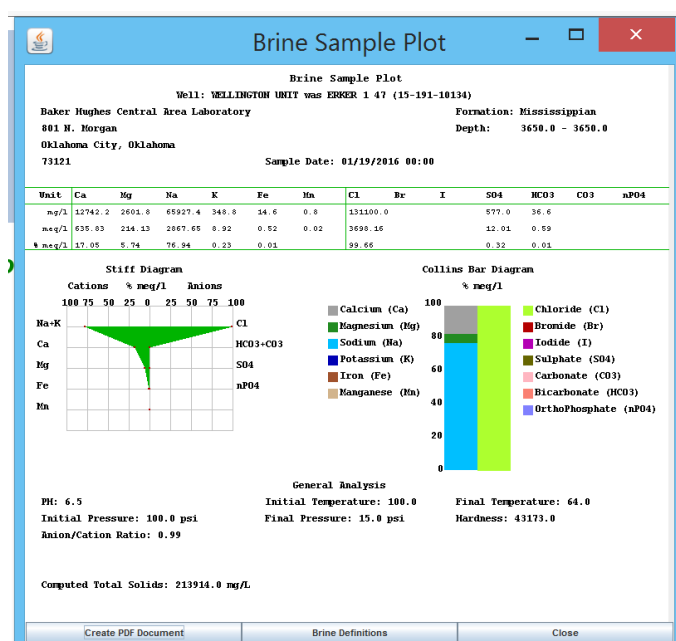 Brine Sample Plot
Brine Sample Plot
Well: WELLINGTON UNIT was ERKER 1 47 (15-191-10134)
Baker Hughes Central Area Laboratory Formation: Mississippian
801 N. Morgan Depth: 3650.0 - 3650.0
Oklahoma City, Oklahoma
73121 Sample Date: 01/19/2016 00:00
Unit Ca Mg Na K Fe Mn Cl Br I SO4 HCO3 CO3 nPO4
mg/l 12742.2 2601.8 65927.4 348.8 14.6 0.8 131100.0 577.0 36.6
meq/l 635.83 214.13 2867.65 8.92 0.52 0.02 3698.16 12.01 0.59
% meq/l 17.05 5.74 76.94 0.23 0.01 99.66 0.32 0.01
Stiff Diagram Collins Bar Diagram
Cations % meq/l Anions % meq/l
100 75 50 25 0 25 50 75 100 100
Na+K Cl Calcium (Ca) Chloride (Cl)
Magnesium (Mg) Bromide (Br)
Ca HCO3+CO3 Sodium (Na) 80 Iodide (I)
Potassium (K) Sulphate (SO4)
Mg SO4 Iron (Fe) 60 Carbonate (CO3)
Fe nPO4 Manganese (Mn) Bicarbonate (HCO3)
Mn 40 OrthoPhosphate (nPO4)
20
0
General Analysis
PH: 6.5 Initial Temperature: 100.0 Final Temperature: 64.0
Initial Pressure: 100.0 psi Final Pressure: 15.0 psi Hardness: 43173.0
Anion/Cation Ratio: 0.99
Computed Total Solids: 213914.0 mg/L
Create PDF Document Brine Definitions Close